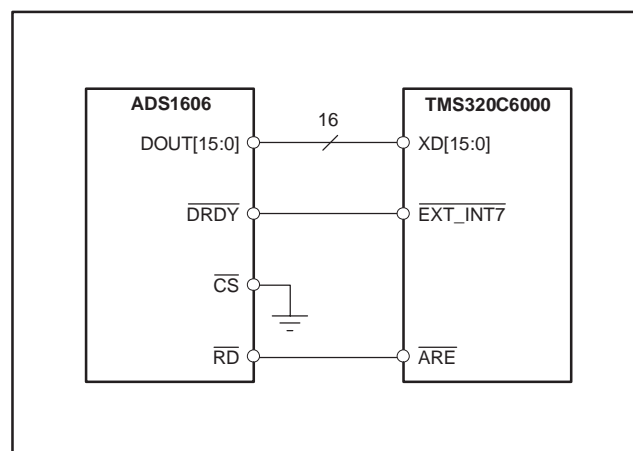 ADS1606
TMS320C6000
16
DOUT[15:0]
XD[15:0]
DRDY
EXT_INT7
CS
RD
ARE